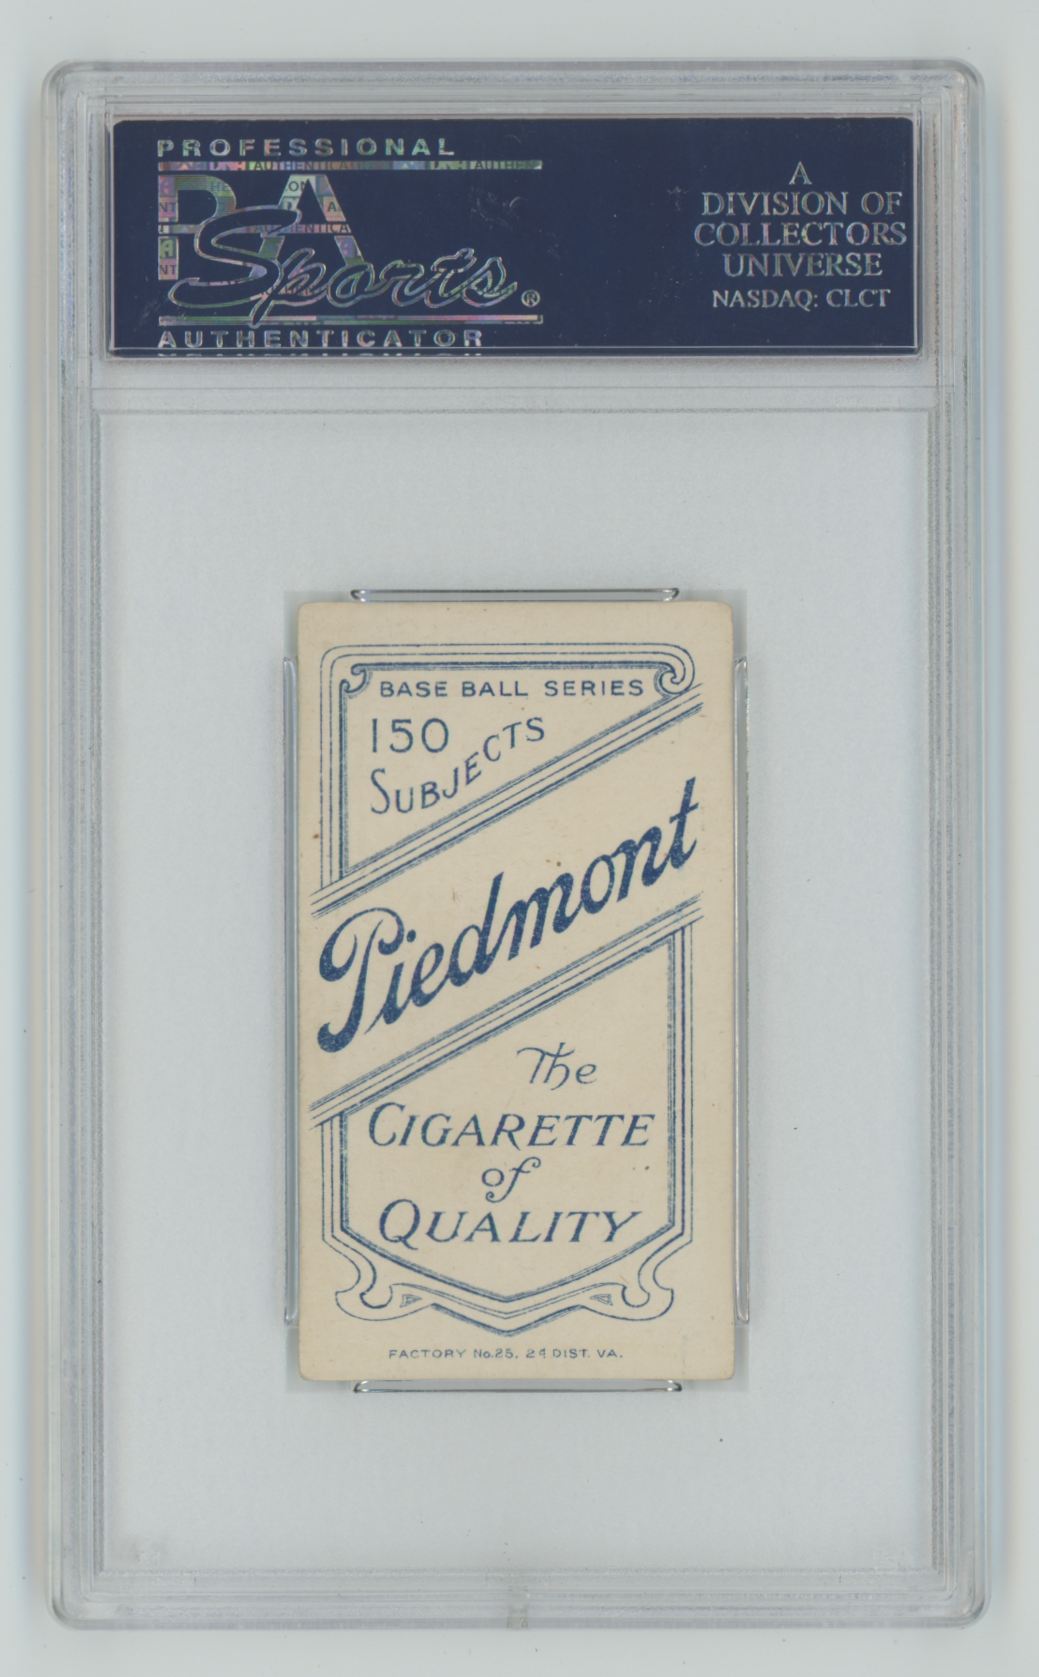 PROFESSIONAL
PSA
Sports ®
AUTHENTICATOR
A
DIVISION OF
COLLECTORS
UNIVERSE
NASDAQ: CLCT
BASE BALL SERIES
150
SUBJECTS
Piedmont
The
CIGARETTE
of
QUALITY
FACTORY No.25, 2d DIST. VA.